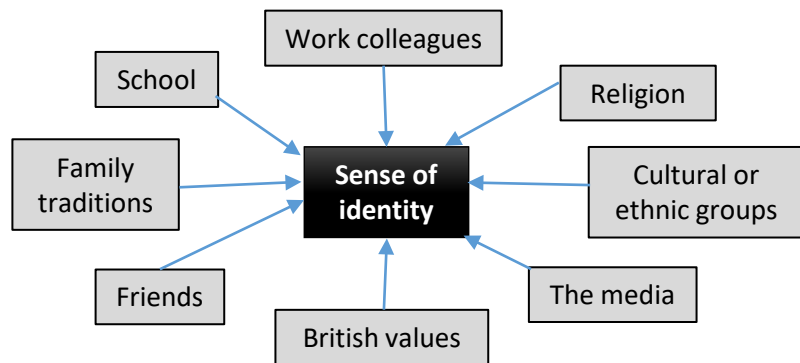 Work colleagues
School
Religion
Family
traditions
Sense of
identity
Cultural or
ethnic groups
Friends
The media
British values